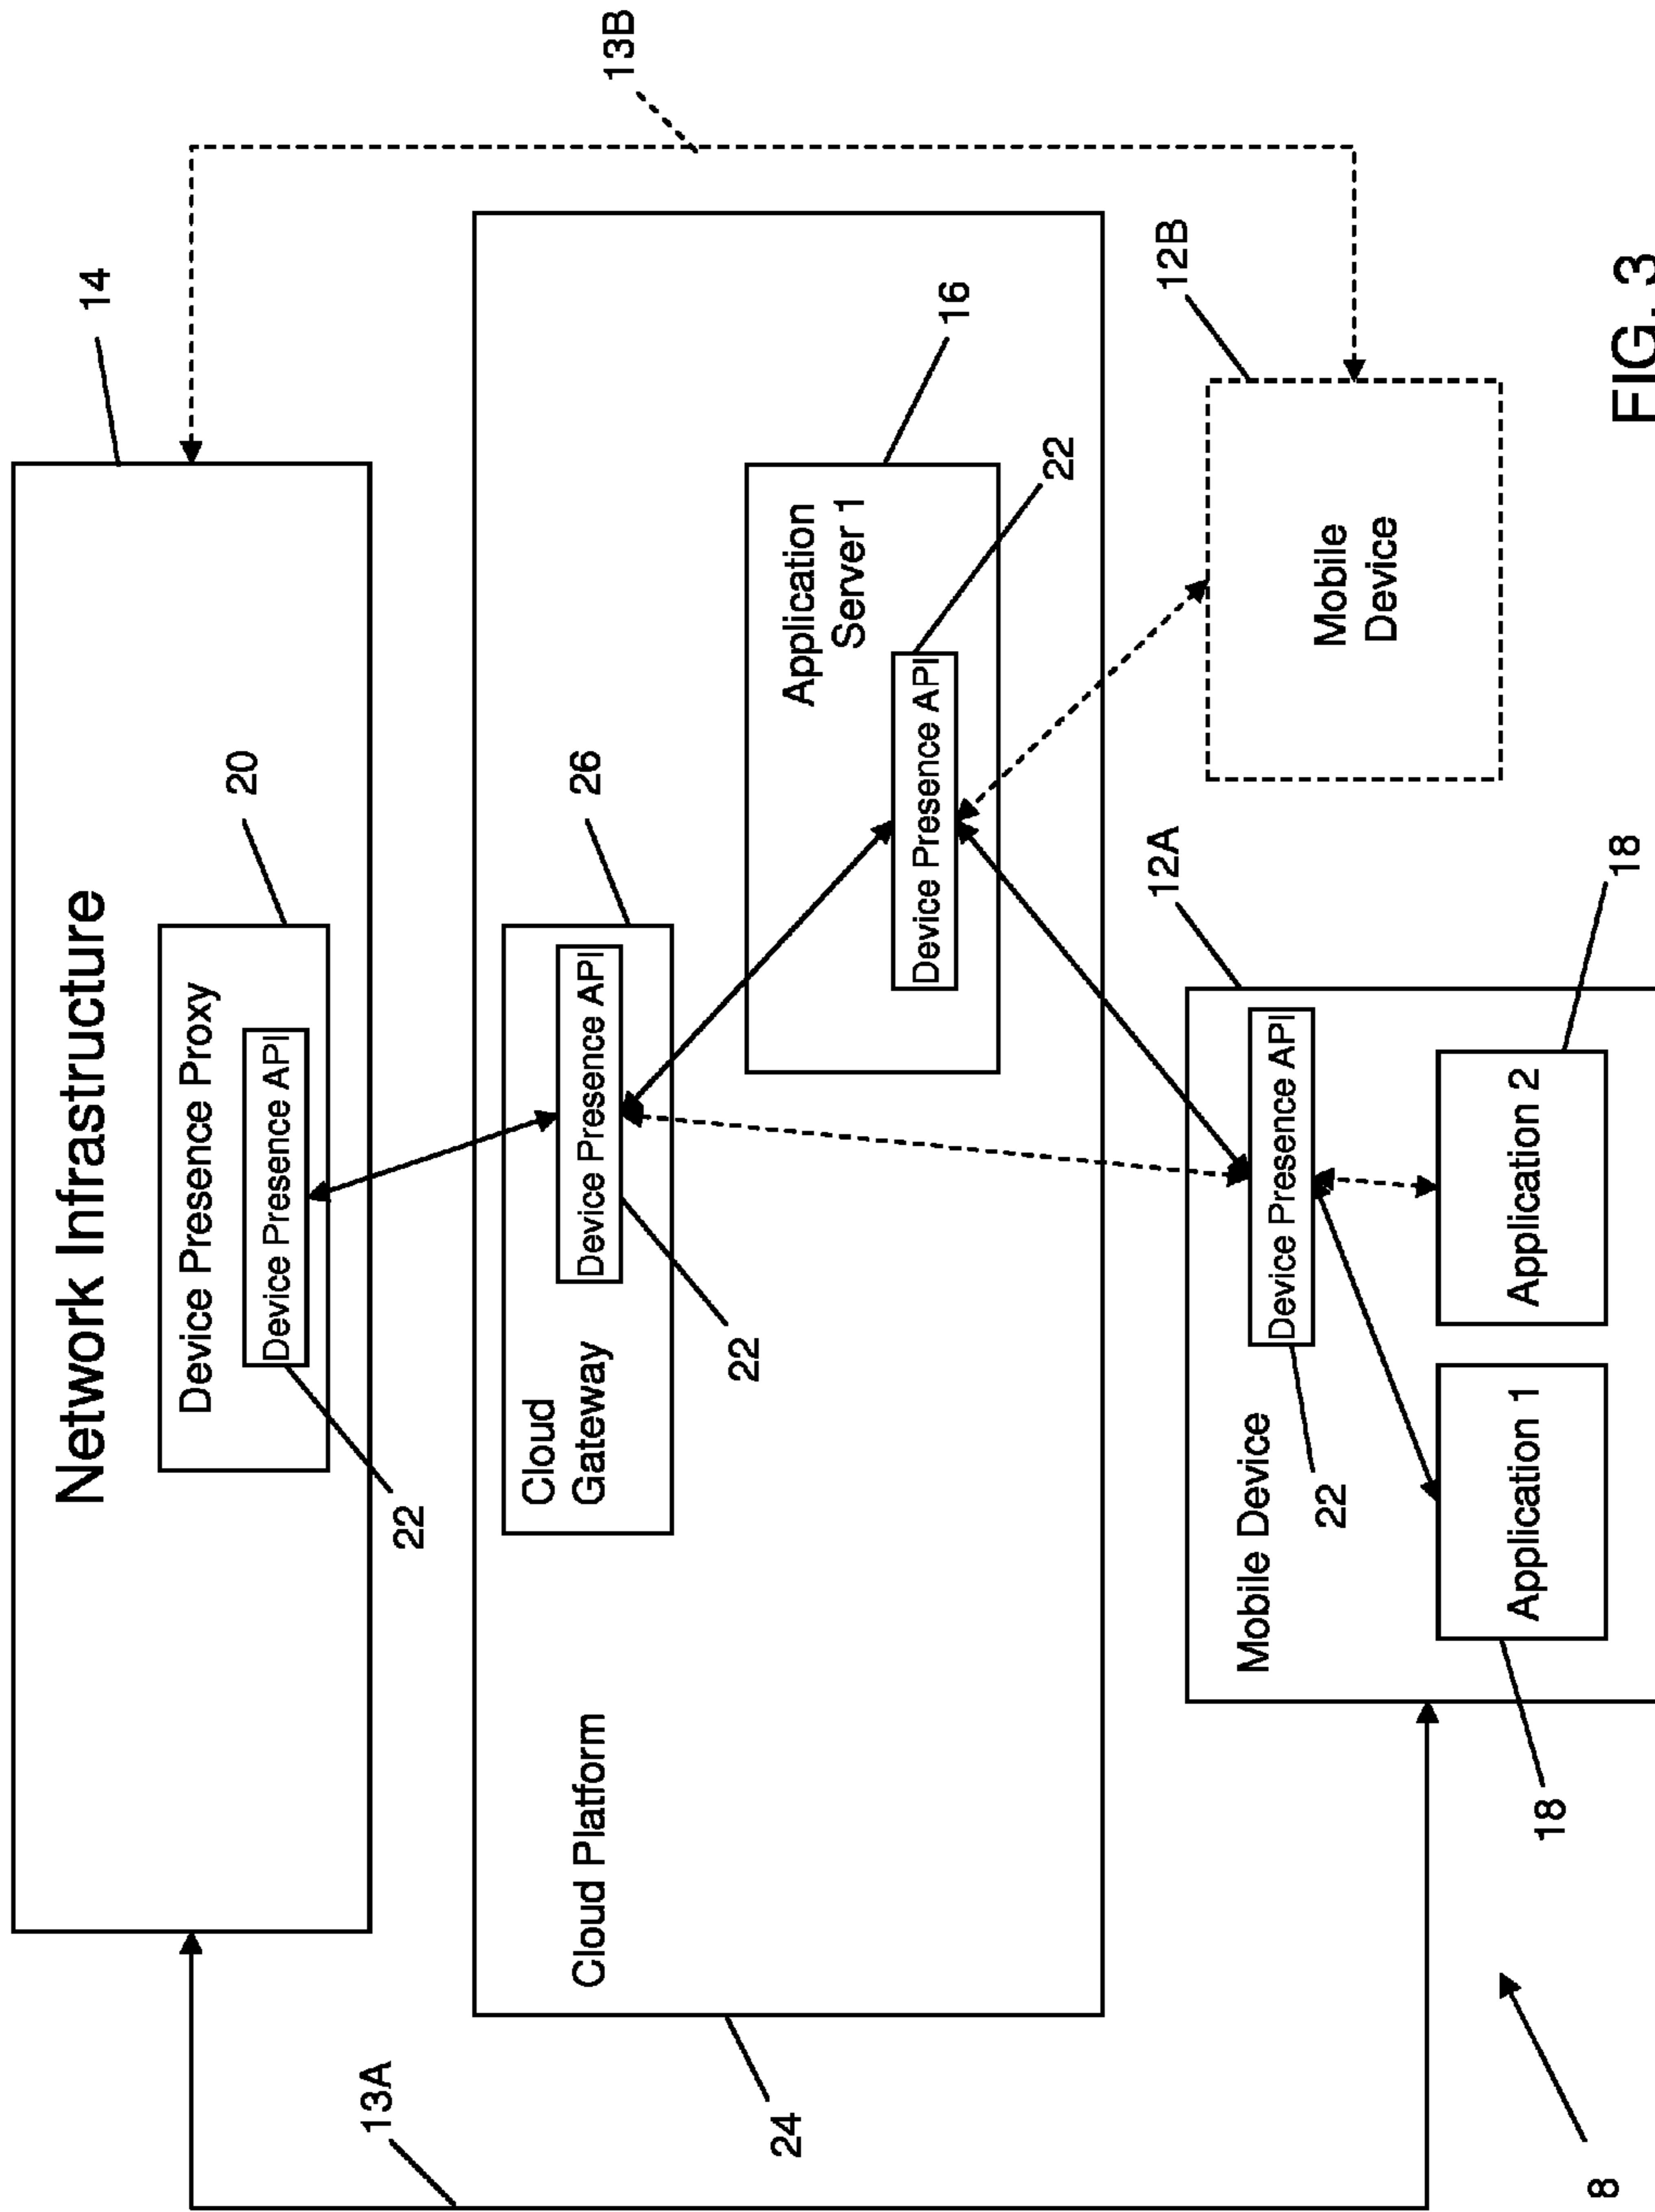 Network Infrastructure
14
Device Presence Proxy
20
Device Presence API
22
13A
13B
Cloud Platform
24
Cloud
Gateway
26
Device Presence API
22
Application
Server 1
16
Device Presence API
22
Mobile Device
12A
Device Presence API
22
Application 1
18
Application 2
18
Mobile
Device
12B
8
FIG. 3